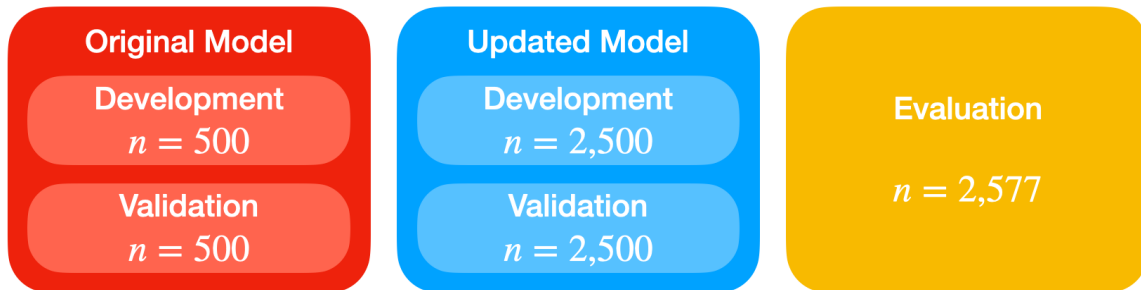 Original Model
Development
n = 500
Validation
n = 500
Updated Model
Development
n = 2,500
Validation
n = 2,500
Evaluation
n = 2,577